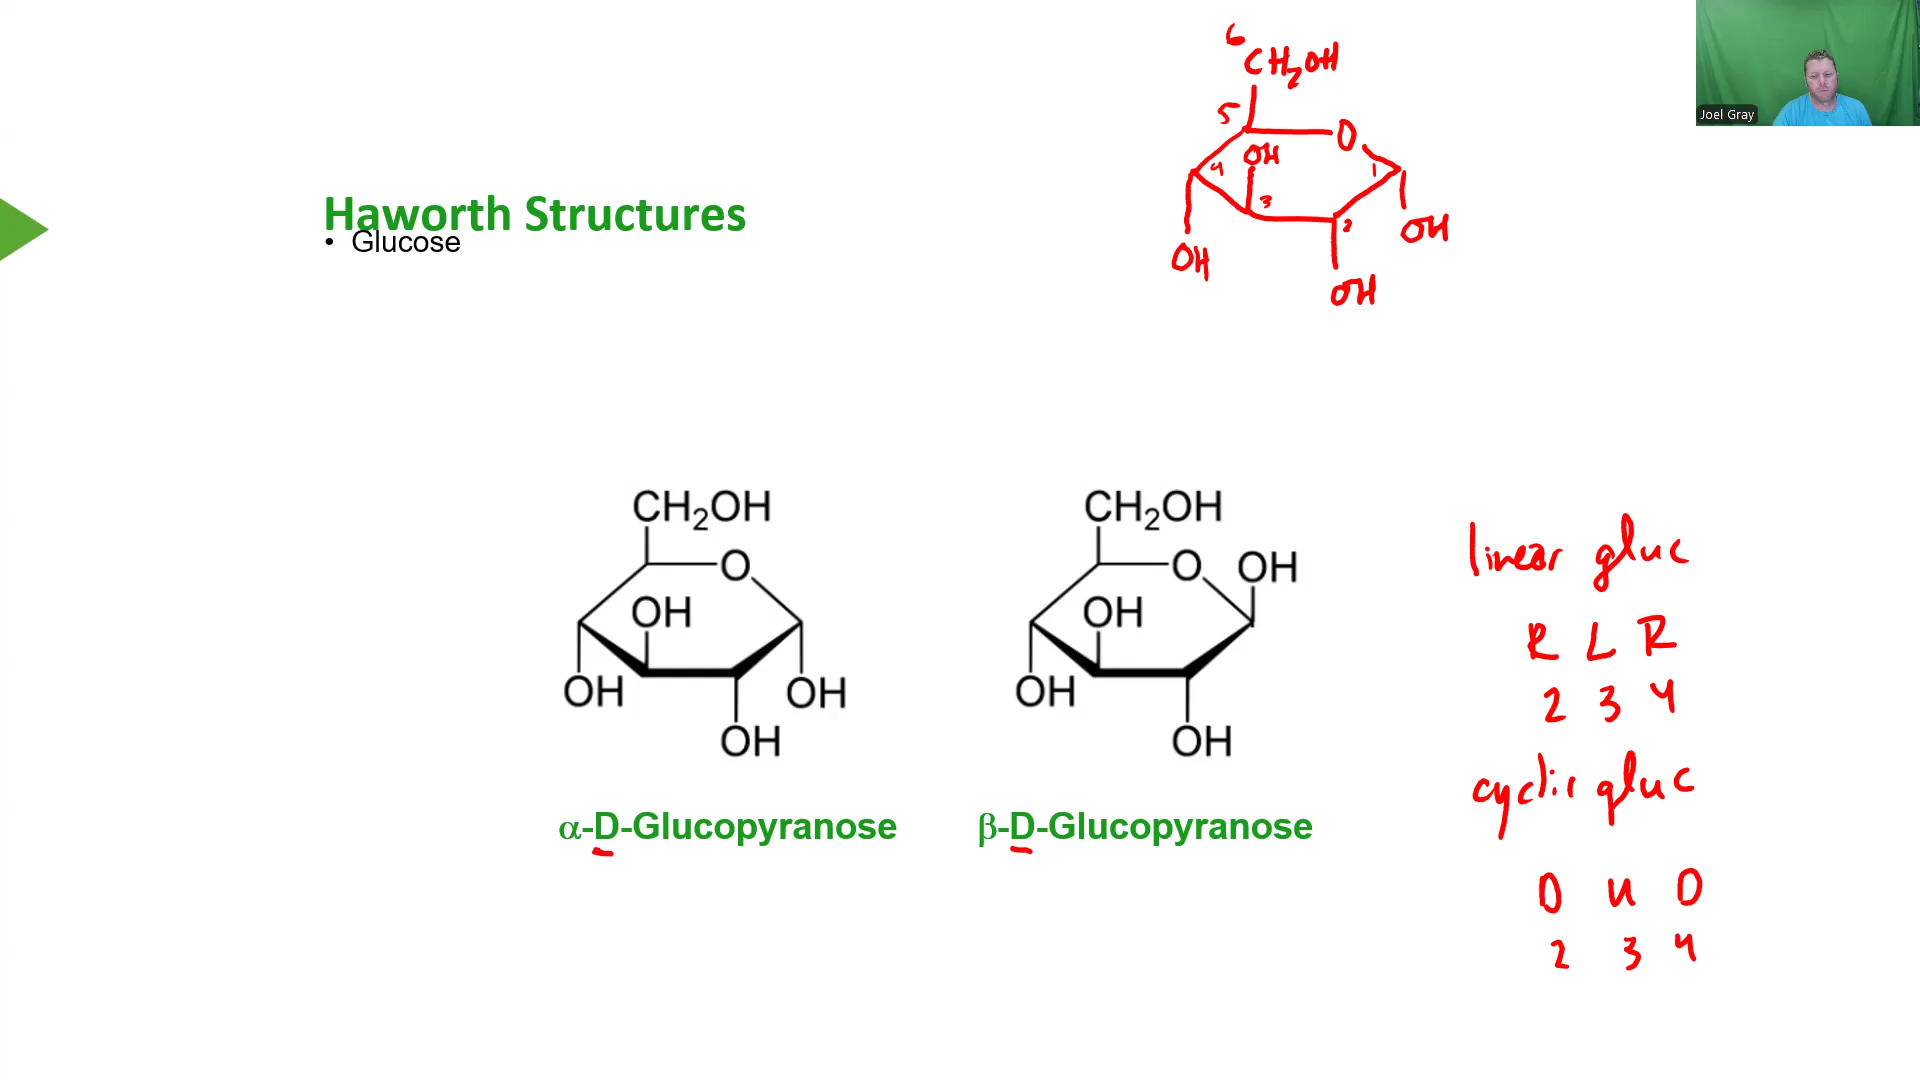 6
CH2OH
Joel Gray
5
O
OH
4
1
3
2
OH
OH
OH
Haworth Structures
• Glucose
CH2OH
O
OH
OH
OH
OH
α-D-Glucopyranose
CH2OH
O
OH
OH
OH
OH
β-D-Glucopyranose
linear gluc
R L R
2 3 4
cyclic gluc
D U D
2 3 4